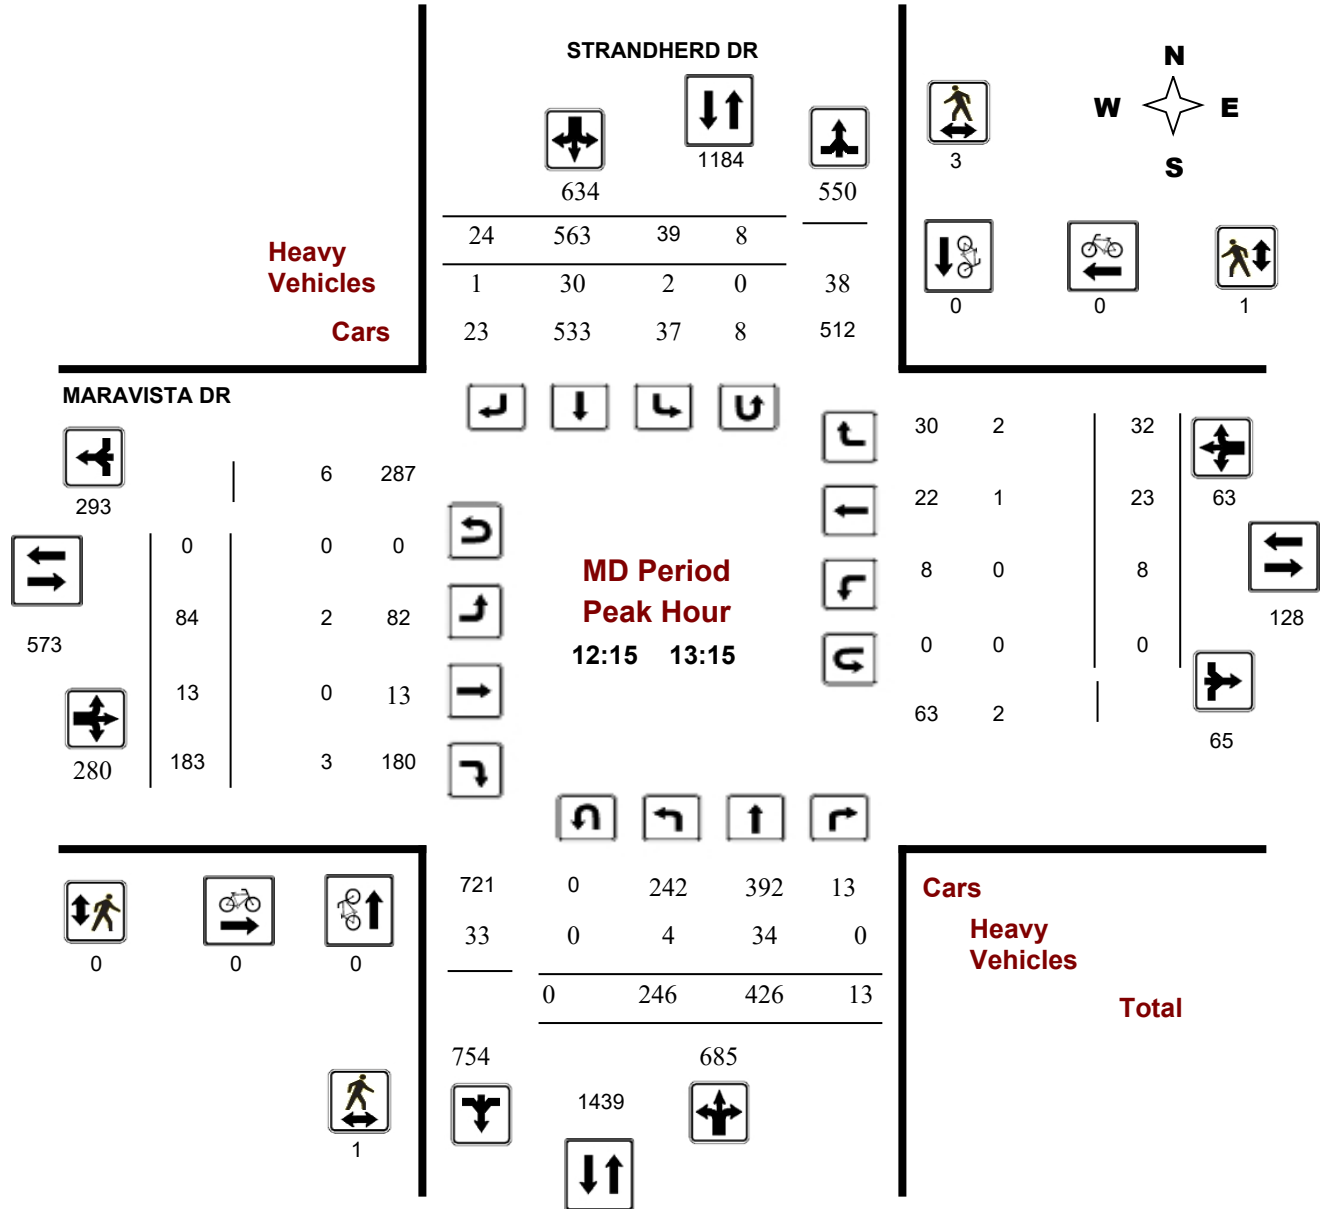 STRANDHERD DR
N
W E
S
1184
3
634 550
24 563 39 8
Heavy
Vehicles
1 30 2 0 38
0 0 1
Cars 23 533 37 8 512
MARAVISTA DR
30 2 32
6 287
293
22 1 23 63
0 0 0
MD Period
8 0 8
Peak Hour
84 2 82
128
573
12:15 13:15
0 0 0
13 0 13
63 2
65
280 183 3 180
721 0 242 392 13 Cars
33 0 4 34 0 Heavy
Vehicles
0 0 0
0 246 426 13 Total
754 685
1439
1